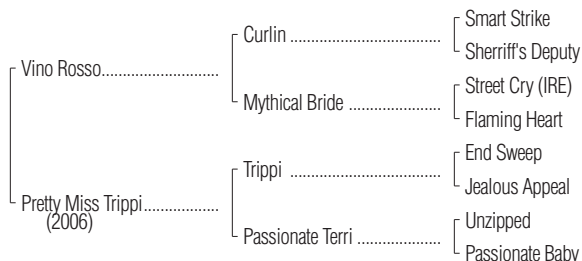 Smart Strike
Curlin ........................................
Sherriff's Deputy
Vino Rosso...............................
Street Cry (IRE)
Mythical Bride ........................
Flaming Heart
End Sweep
Trippi ..........................................
Jealous Appeal
Pretty Miss Trippi...................
(2006)
Unzipped
Passionate Terri .....................
Passionate Baby